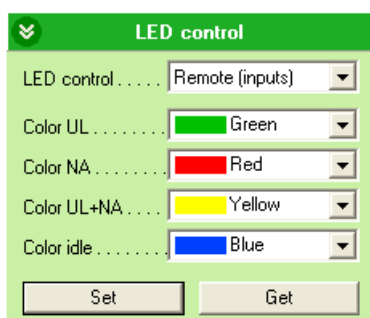 LED control
LED control . . . . . Remote (inputs)
Color UL . . . . . . . . Green
Color NA . . . . . . . . Red
Color UL+NA . . . . Yellow
Color idle . . . . . . . . Blue
Set Get